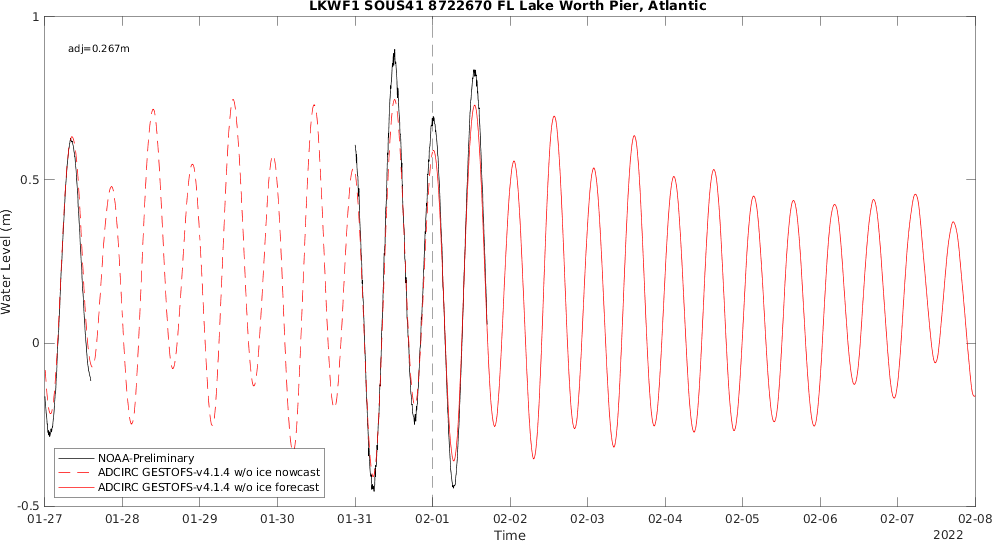 LKWF1 SOUS41 8722670 FL Lake Worth Pier, Atlantic
adj=0.267m
1
0.5
0
-0.5
Water Level (m)
NOAA-Preliminary
ADCIRC GESTOFS-v4.1.4 w/o ice nowcast
ADCIRC GESTOFS-v4.1.4 w/o ice forecast
01-27 01-28 01-29 01-30 01-31 02-01 02-02 02-03 02-04 02-05 02-06 02-07 02-08
Time
2022